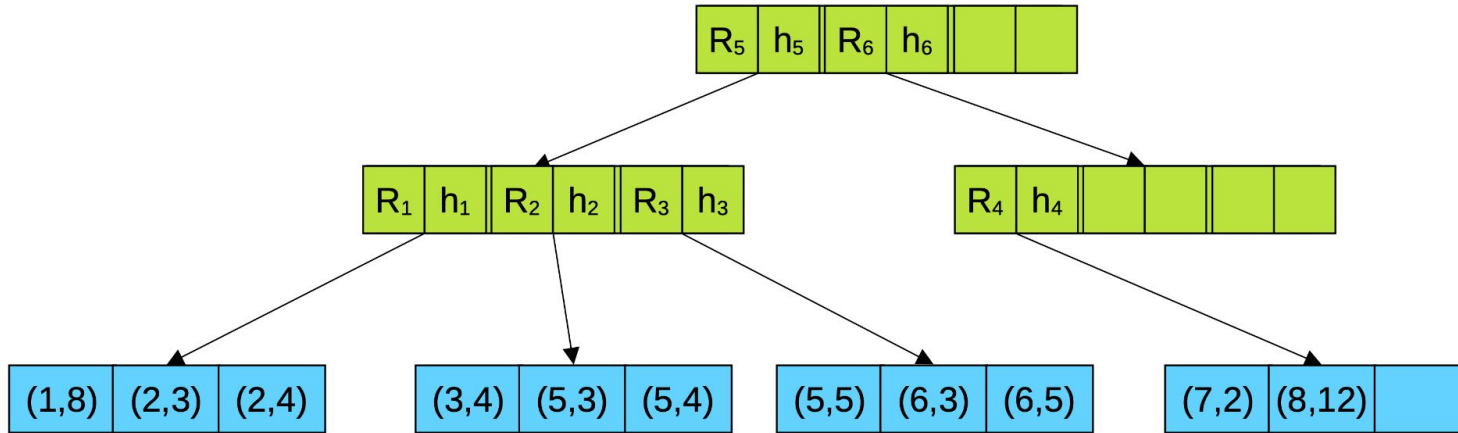 R₅ h₅ R₆ h₆
R₁ h₁ R₂ h₂ R₃ h₃ R₄ h₄
(1,8) (2,3) (2,4) (3,4) (5,3) (5,4) (5,5) (6,3) (6,5) (7,2) (8,12)